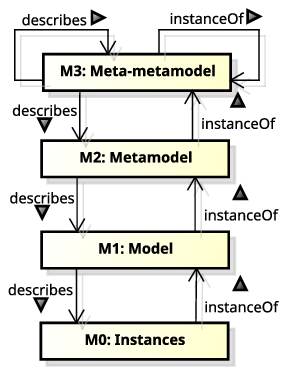 describes
instanceOf
M3: Meta-metamodel
describes
instanceOf
M2: Metamodel
describes
instanceOf
M1: Model
describes
instanceOf
M0: Instances